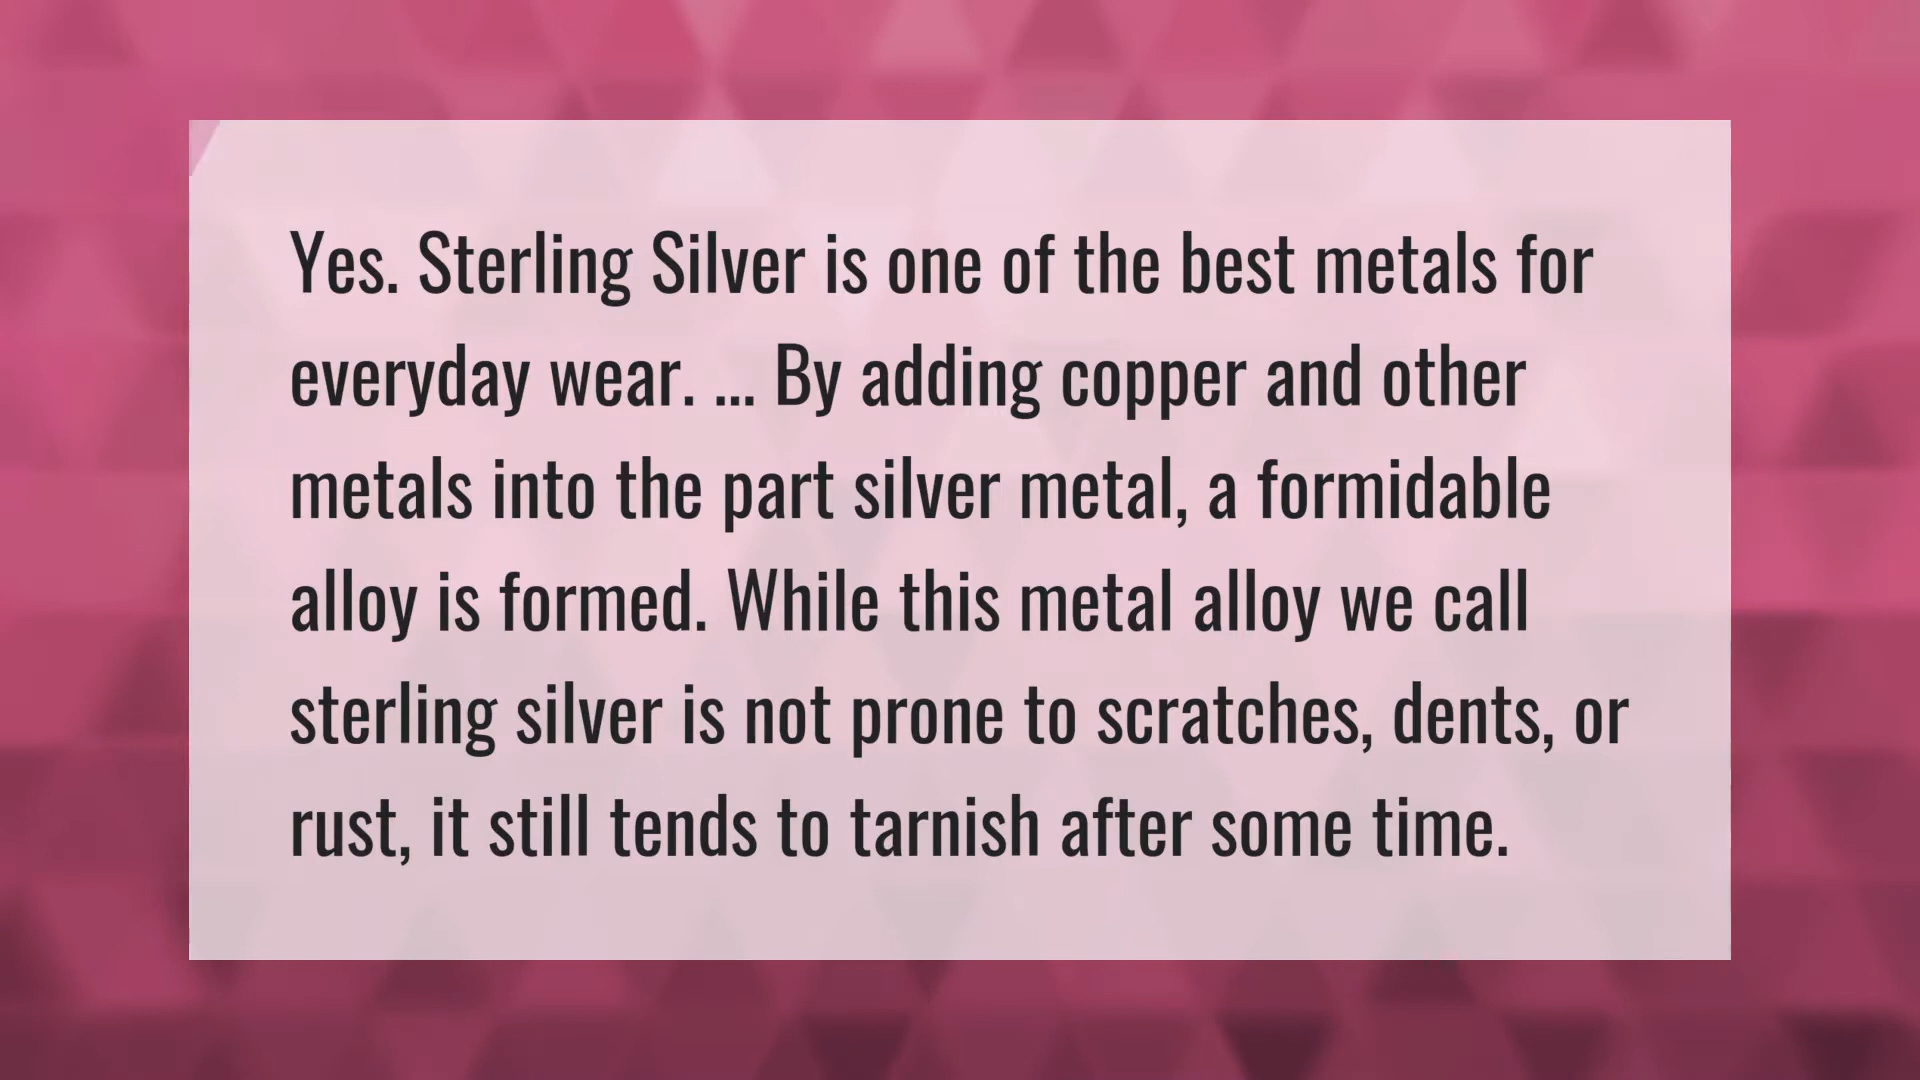 Yes. Sterling Silver is one of the best metals for
everyday wear. ... By adding copper and other
metals into the part silver metal, a formidable
alloy is formed. While this metal alloy we call
sterling silver is not prone to scratches, dents, or
rust, it still tends to tarnish after some time.